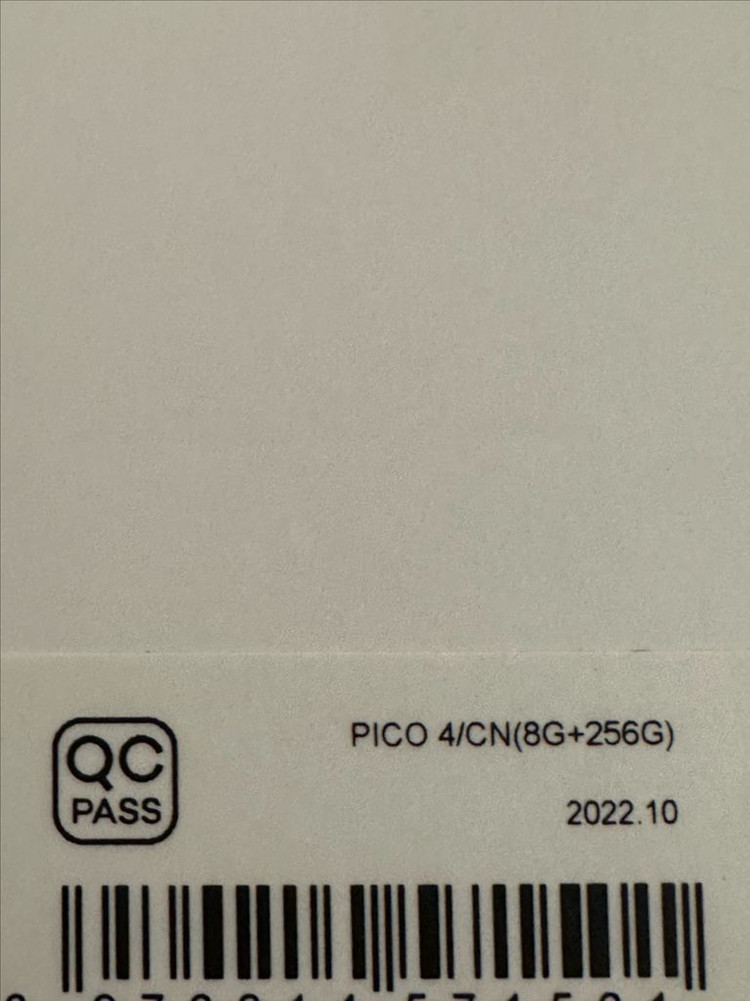 QC
PASS
PICO 4/CN(8G+256G)
2022.10